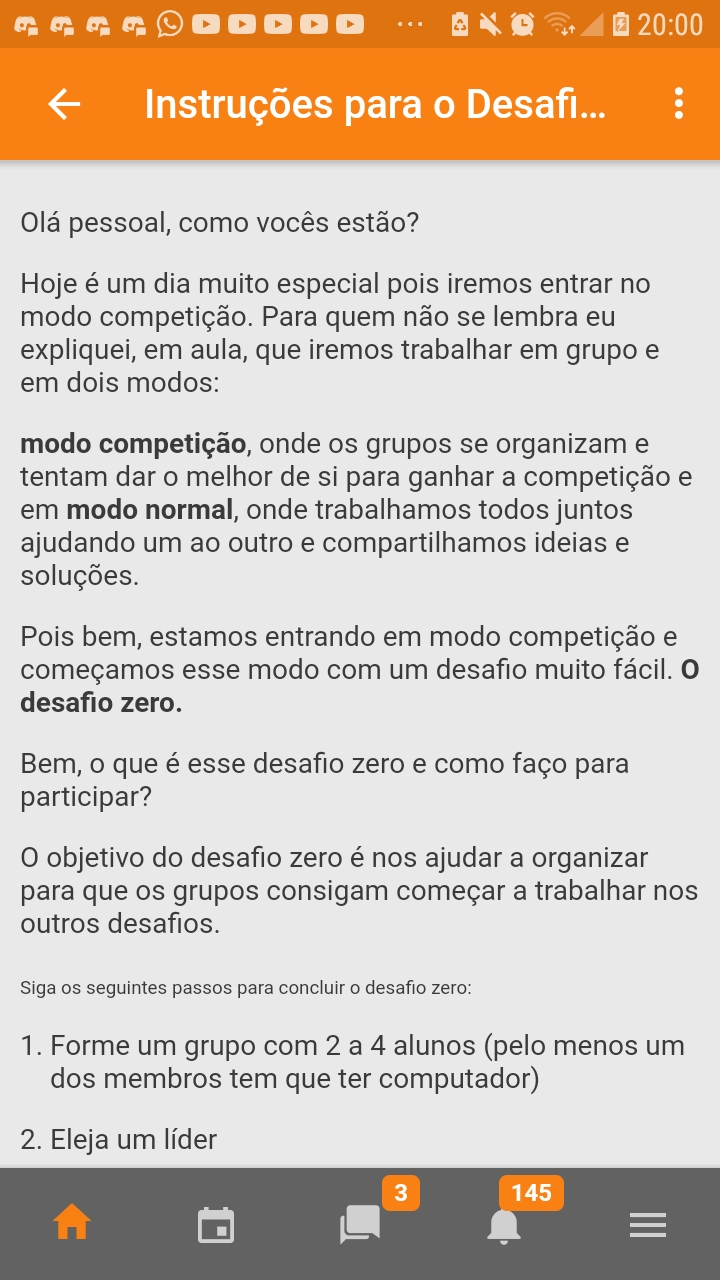 20:00
Instruções para o Desafi...
Olá pessoal, como vocês estão?
Hoje é um dia muito especial pois iremos entrar no
modo competição. Para quem não se lembra eu
expliquei, em aula, que iremos trabalhar em grupo e
em dois modos:
modo competição, onde os grupos se organizam e
tentam dar o melhor de si para ganhar a competição e
em modo normal, onde trabalhamos todos juntos
ajudando um ao outro e compartilhamos ideias e
soluções.
Pois bem, estamos entrando em modo competição e
começamos esse modo com um desafio muito fácil. O
desafio zero.
Bem, o que é esse desafio zero e como faço para
participar?
O objetivo do desafio zero é nos ajudar a organizar
para que os grupos consigam começar a trabalhar nos
outros desafios.
Siga os seguintes passos para concluir o desafio zero:
1. Forme um grupo com 2 a 4 alunos (pelo menos um
dos membros tem que ter computador)
2. Eleja um líder
3
145